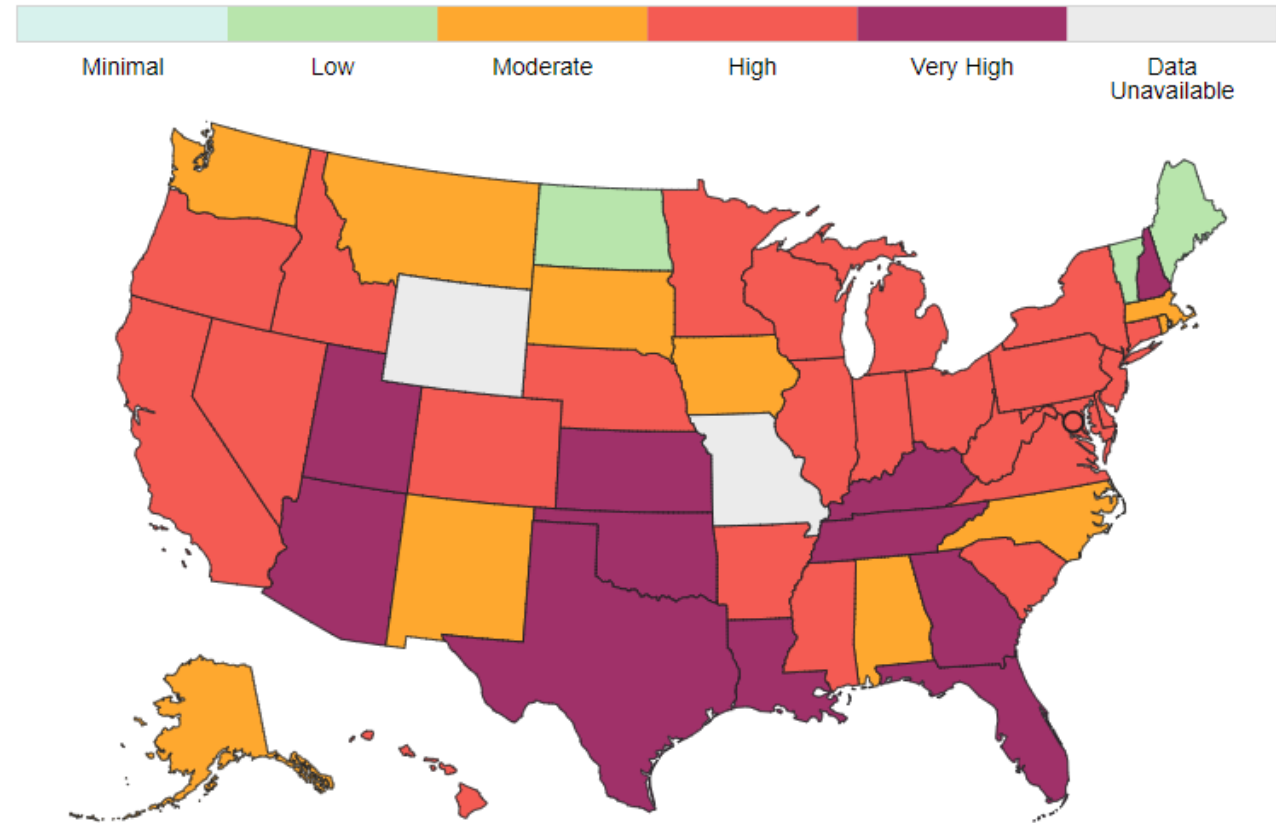 Minimal
Low
Moderate
High
Very High
Data
Unavailable